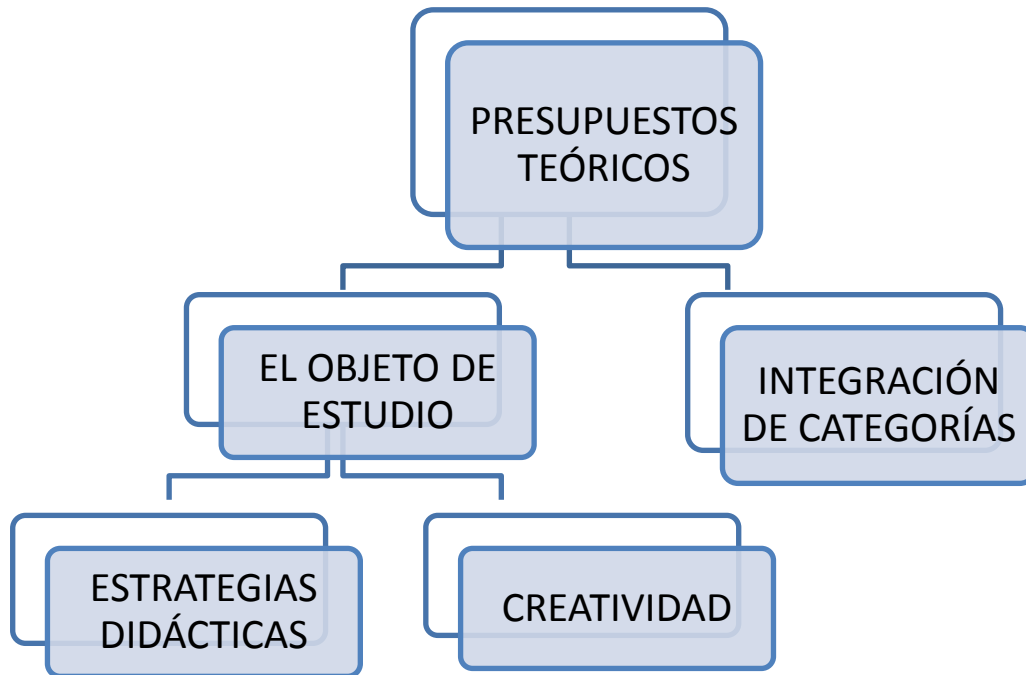 PRESUPUESTOS
TEÓRICOS
EL OBJETO DE
ESTUDIO
INTEGRACIÓN
DE CATEGORÍAS
ESTRATEGIAS
DIDÁCTICAS
CREATIVIDAD